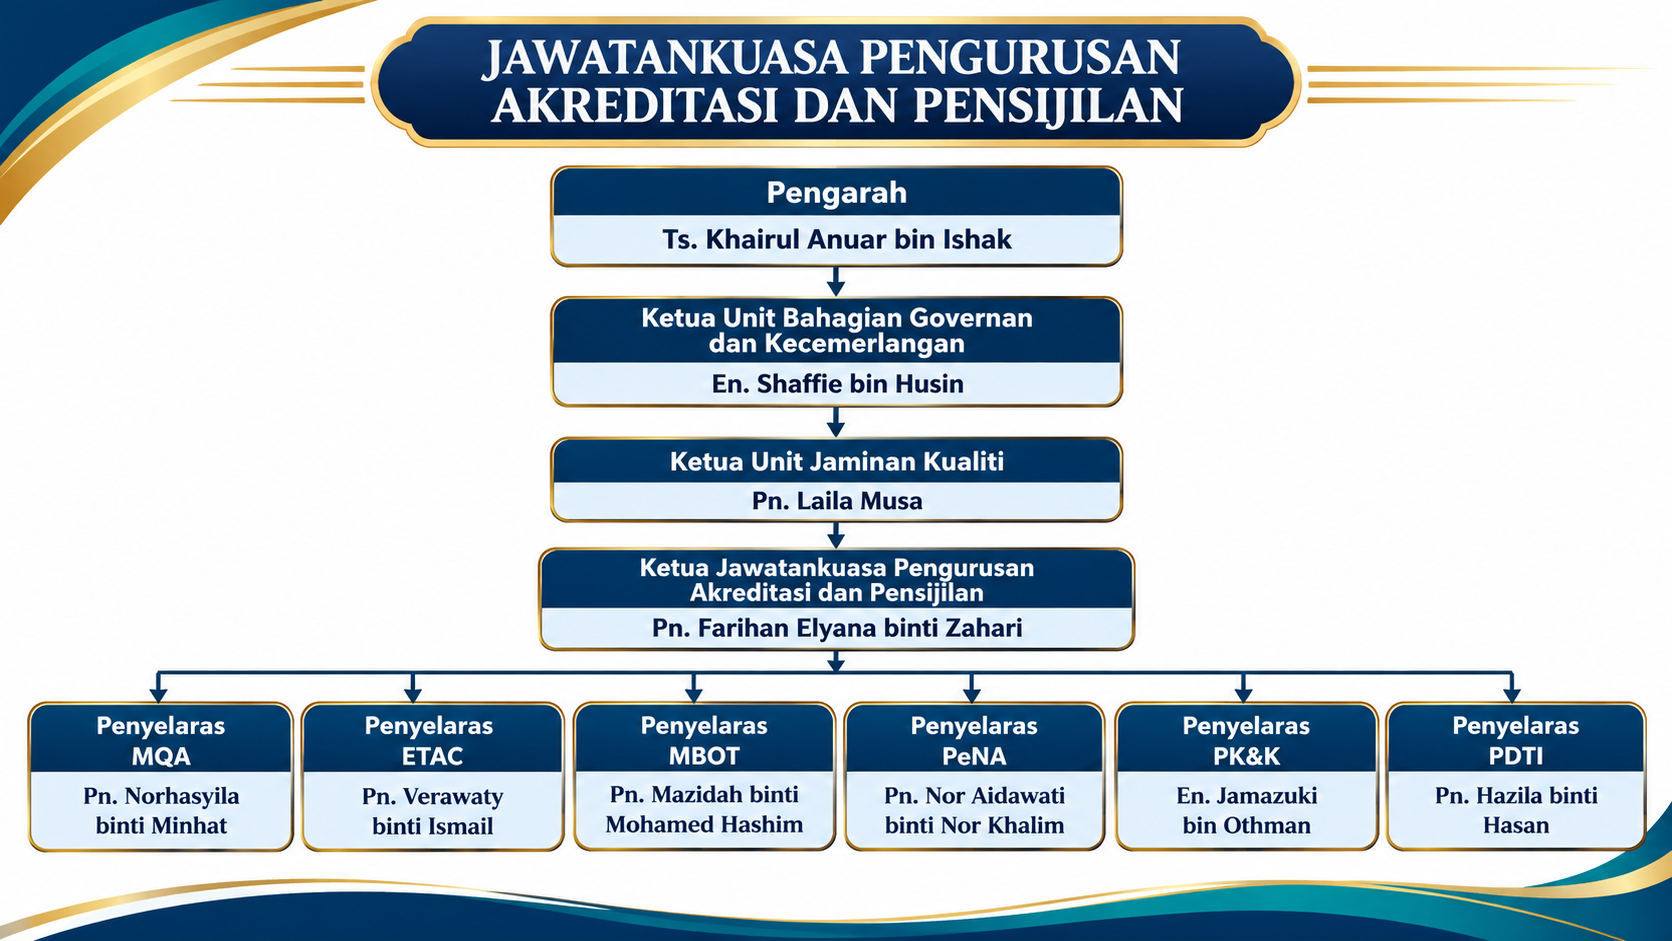 JAWATANKUASA PENGURUSAN
AKREDITASI DAN PENSIJILAN
Pengarah
Ts. Khairul Anuar bin Ishak
Ketua Unit Bahagian Governan
dan Kecemerlangan
En. Shaffie bin Husin
Ketua Unit Jaminan Kualiti
Pn. Laila Musa
Ketua Jawatankuasa Pengurusan
Akreditasi dan Pensijilan
Pn. Farihan Elyana binti Zahari
Penyelaras
MQA
Pn. Norhasyila
binti Minhat
Penyelaras
ETAC
Pn. Verawaty
binti Ismail
Penyelaras
MBOT
Pn. Mazidah binti
Mohamed Hashim
Penyelaras
PeNA
Pn. Nor Aidawati
binti Nor Khalim
Penyelaras
PK&K
En. Jamazuki
bin Othman
Penyelaras
PDTI
Pn. Hazila binti
Hasan